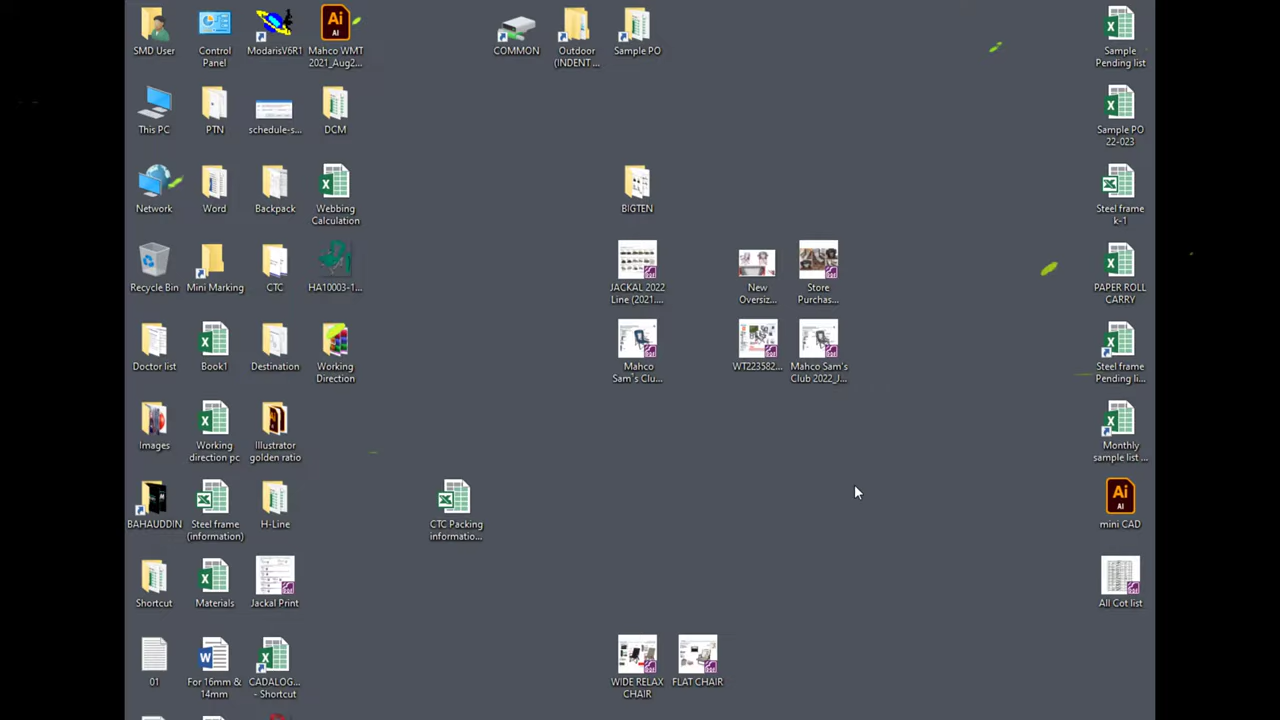 SMD User
Control
Panel
ModarisV6R1
Mahco WMT
2021_Aug2...
COMMON
Outdoor
(INDENT ...
Sample PO
Sample
Pending list
This PC
PTN
schedule-s...
DCM
Sample PO
22-023
Network
Word
Backpack
Webbing
Calculation
BIGTEN
Steel frame
k-1
Recycle Bin
Mini Marking
CTC
HA10003-1...
JACKAL 2022
Line (2021....
New
Oversiz...
Store
Purchas...
PAPER ROLL
CARRY
Doctor list
Book1
Destination
Working
Direction
Mahco
Sam's Clu...
WT223582...
Mahco Sam's
Club 2022_J...
Steel frame
Pending li...
Images
Working
direction pc
Illustrator
golden ratio
Monthly
sample list ...
BAHAUDDIN
Steel frame
(information)
H-Line
CTC Packing
informatio...
Ai
AI
mini CAD
Shortcut
Materials
Jackal Print
All Cot list
01
For 16mm &
14mm
CADALOG...
- Shortcut
WIDE RELAX
CHAIR
FLAT CHAIR